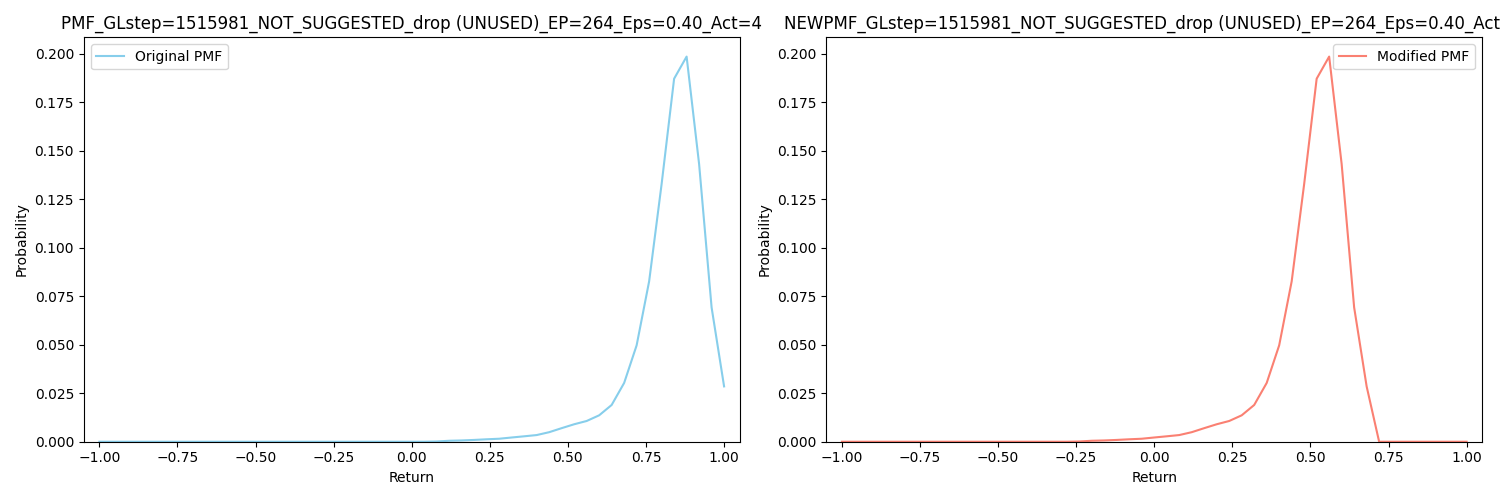 PMF_GLstep=1515981_NOT_SUGGESTED_drop (UNUSED)_EP=264_Eps=0.40_Act=4
Original PMF
0.200
0.175
0.150
0.125
0.100
0.075
0.050
0.025
0.000
Probability
−1.00 −0.75 −0.50 −0.25 0.00 0.25 0.50 0.75 1.00
Return
NEWPMF_GLstep=1515981_NOT_SUGGESTED_drop (UNUSED)_EP=264_Eps=0.40_Act
Modified PMF
0.200
0.175
0.150
0.125
0.100
0.075
0.050
0.025
0.000
Probability
−1.00 −0.75 −0.50 −0.25 0.00 0.25 0.50 0.75 1.00
Return